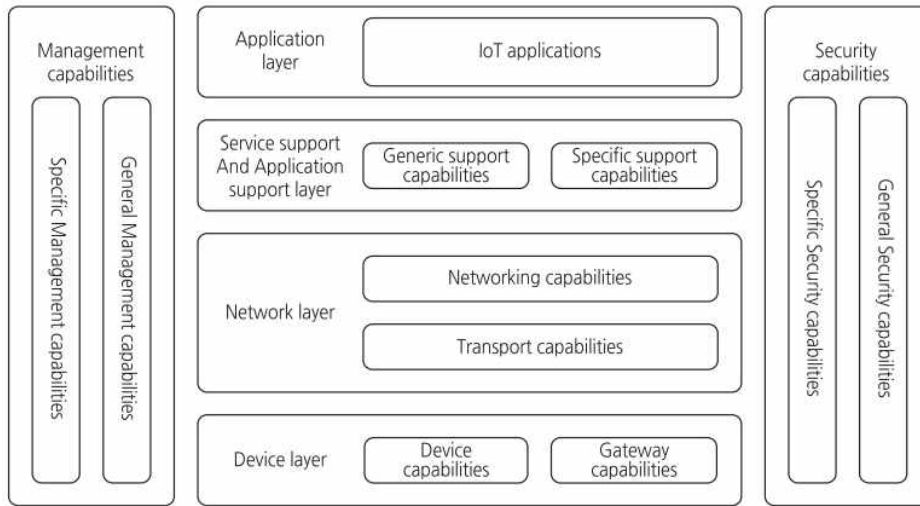 Management
capabilities
Specific Management capabilities
General Management capabilities
Application
layer
IoT applications
Service support
And Application
support layer
Generic support
capabilities
Specific support
capabilities
Network layer
Networking capabilities
Transport capabilities
Device layer
Device
capabilities
Gateway
capabilities
Security
capabilities
Specific Security capabilities
General Security capabilities